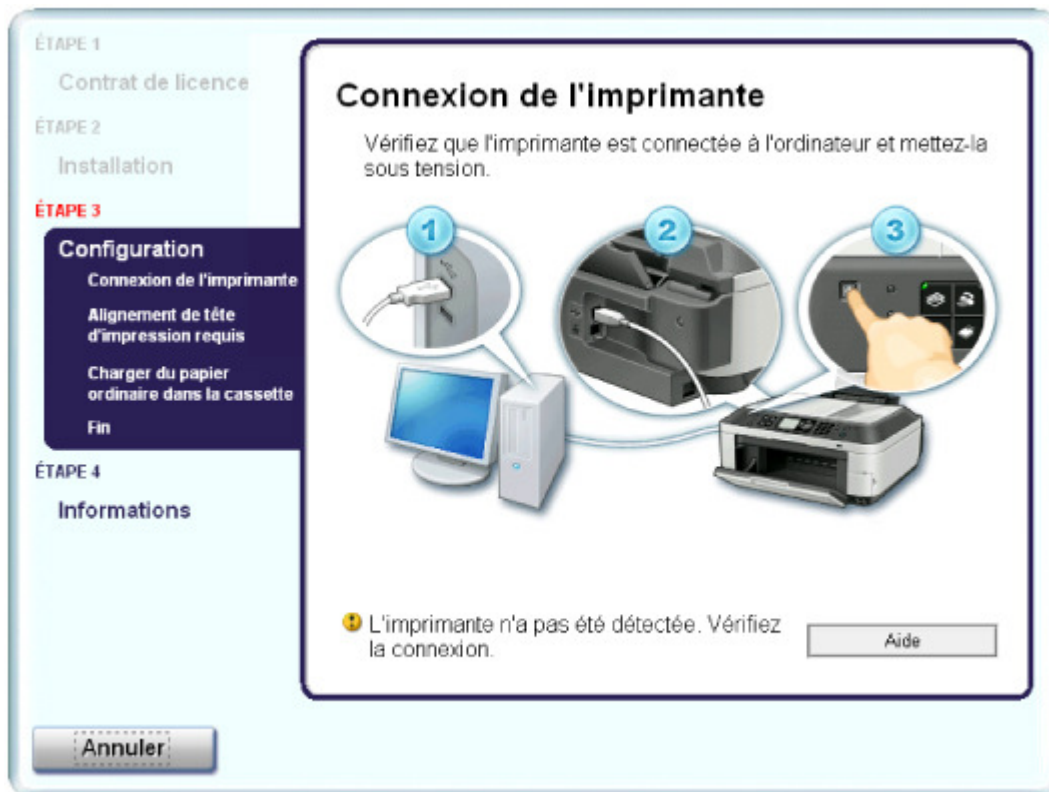 ÉTAPE 1
Contrat de licence
ÉTAPE 2
Installation
ÉTAPE 3
Configuration
Connexion de l'imprimante
Alignement de tête
d'impression requis
Charger du papier
ordinaire dans la cassette
Fin
ÉTAPE 4
Informations
Annuler
Connexion de l'imprimante
Vérifiez que l'imprimante est connectée à l'ordinateur et mettez-la
sous tension.
1
2
3
L'imprimante n'a pas été détectée. Vérifiez
la connexion.
Aide